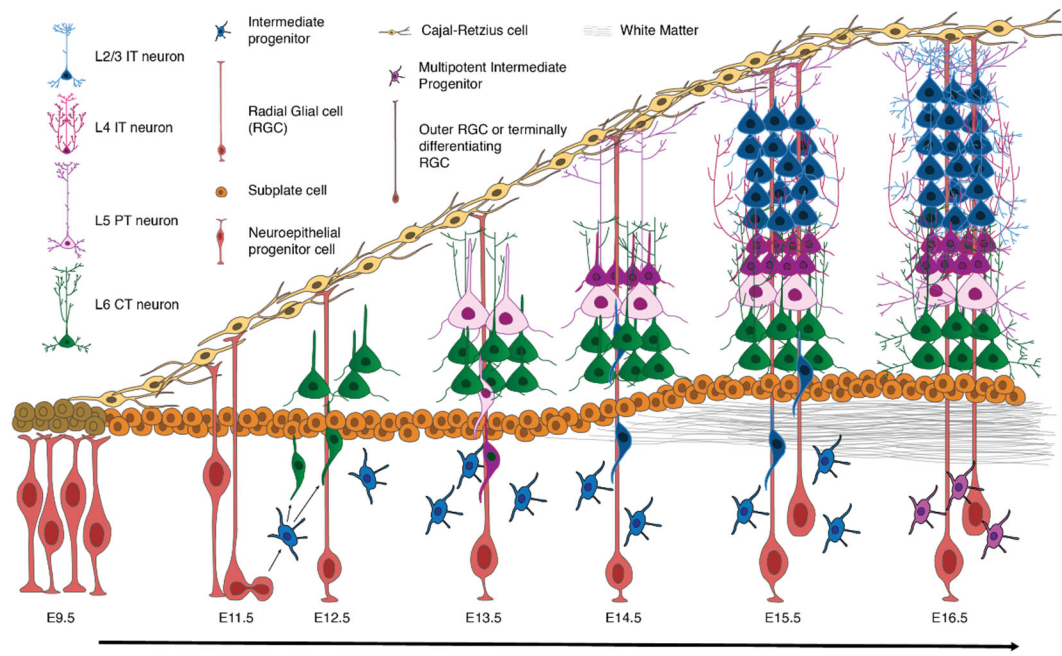 L2/3 IT neuron
L4 IT neuron
L5 PT neuron
L6 CT neuron
Intermediate
progenitor
Radial Glial cell
(RGC)
Subplate cell
Neuroepithelial
progenitor cell
Cajal-Retzius cell
Multipotent Intermediate
Progenitor
Outer RGC or terminally
differentiating
RGC
White Matter
E9.5
E11.5
E12.5
E13.5
E14.5
E15.5
E16.5